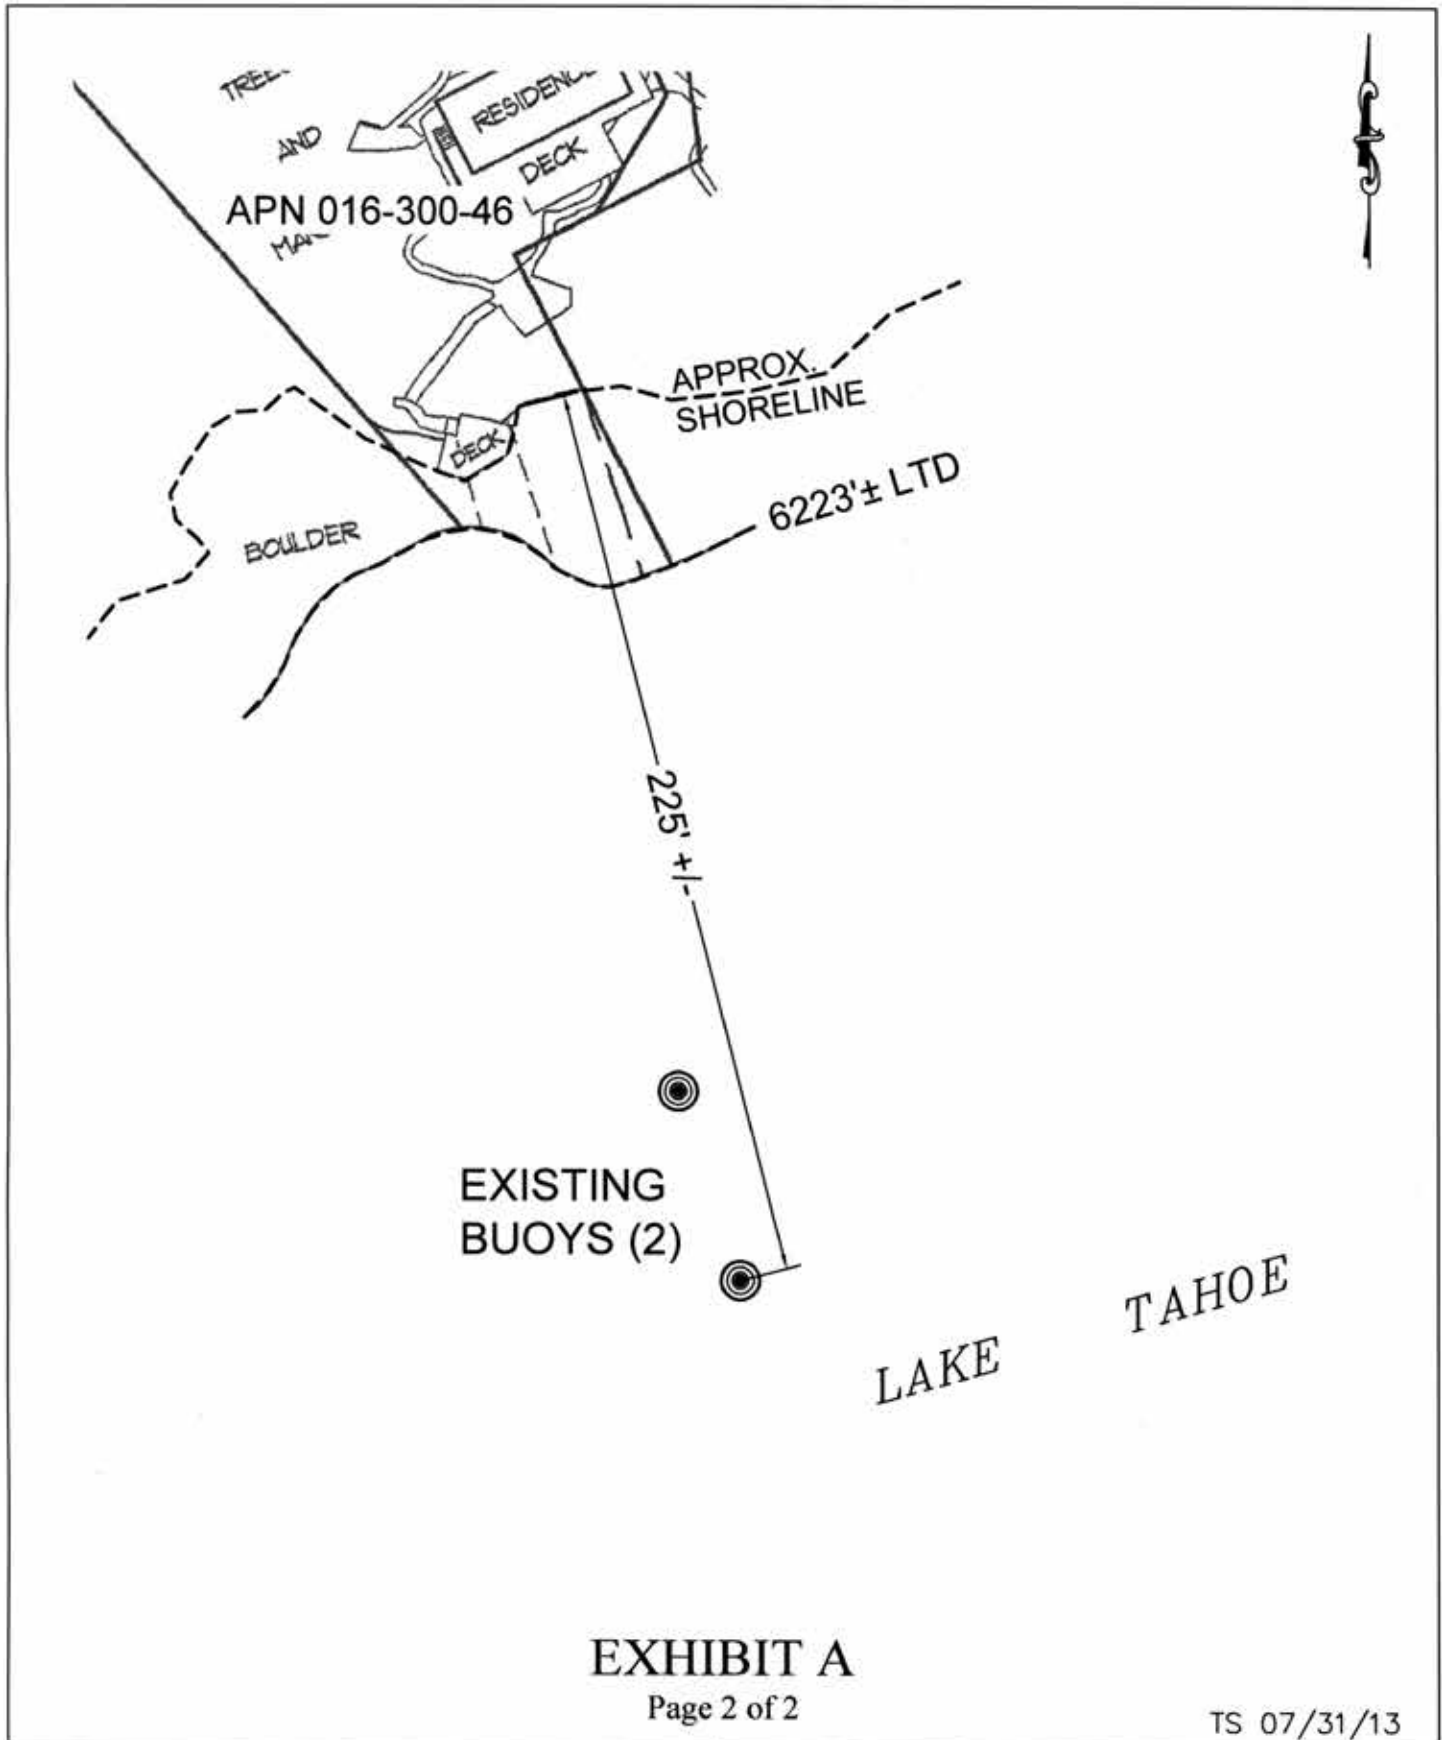 AND
RESIDENCE
DECK
APN 016-300-46
APPROX.
SHORELINE
DECK
6223'± LTD
BOULDER
225' +/-
EXISTING
BUOYS (2)
LAKE TAHOE
EXHIBIT A
Page 2 of 2
TS 07/31/13